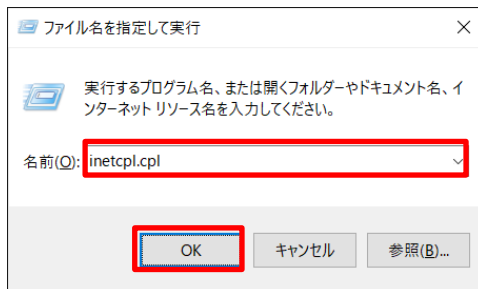 ファイル名を指定して実行
実行するプログラム名、または開くフォルダーやドキュメント名、イ
ンターネット リソース名を入力してください。
名前(O): inetcpl.cpl
OK キャンセル 参照(B)...